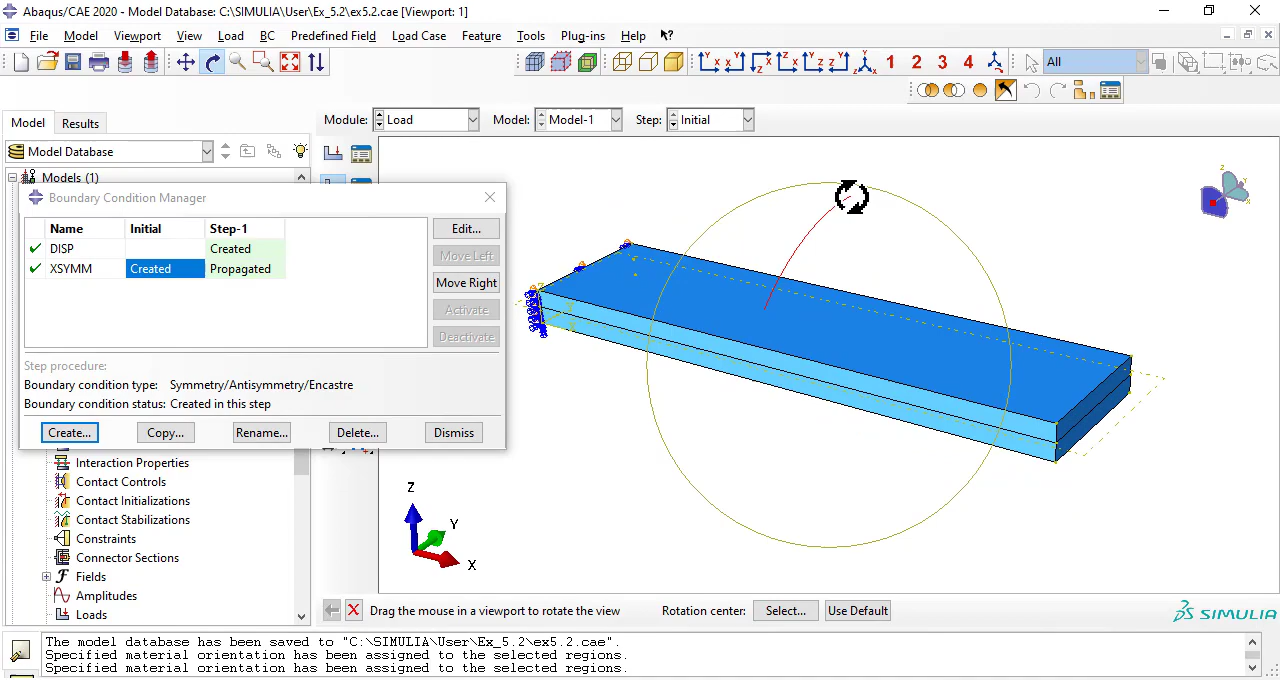 Abaqus/CAE 2020 - Model Database: C:\SIMULIA\User\Ex_5.2\ex5.2.cae [Viewport: 1]
File Model Viewport View Load BC Predefined Field Load Case Feature Tools Plug-ins Help
1 2 3 4 All
Model Results
Module: Load Model: Model-1 Step: Initial
Model Database
Models (1)
Boundary Condition Manager
Name Initial Step-1
DISP Created
XSYMM Created Propagated
Edit...
Move Left
Move Right
Activate
Deactivate
Step procedure:
Boundary condition type: Symmetry/Antisymmetry/Encastre
Boundary condition status: Created in this step
Create... Copy... Rename... Delete... Dismiss
Interaction Properties
Contact Controls
Contact Initializations
Contact Stabilizations
Constraints
Connector Sections
Fields
Amplitudes
Loads
Z
Y
X
Drag the mouse in a viewport to rotate the view Rotation center: Select... Use Default
SIMULIA
The model database has been saved to "C:\SIMULIA\User\Ex_5.2\ex5.2.cae".
Specified material orientation has been assigned to the selected regions.
Specified material orientation has been assigned to the selected regions.